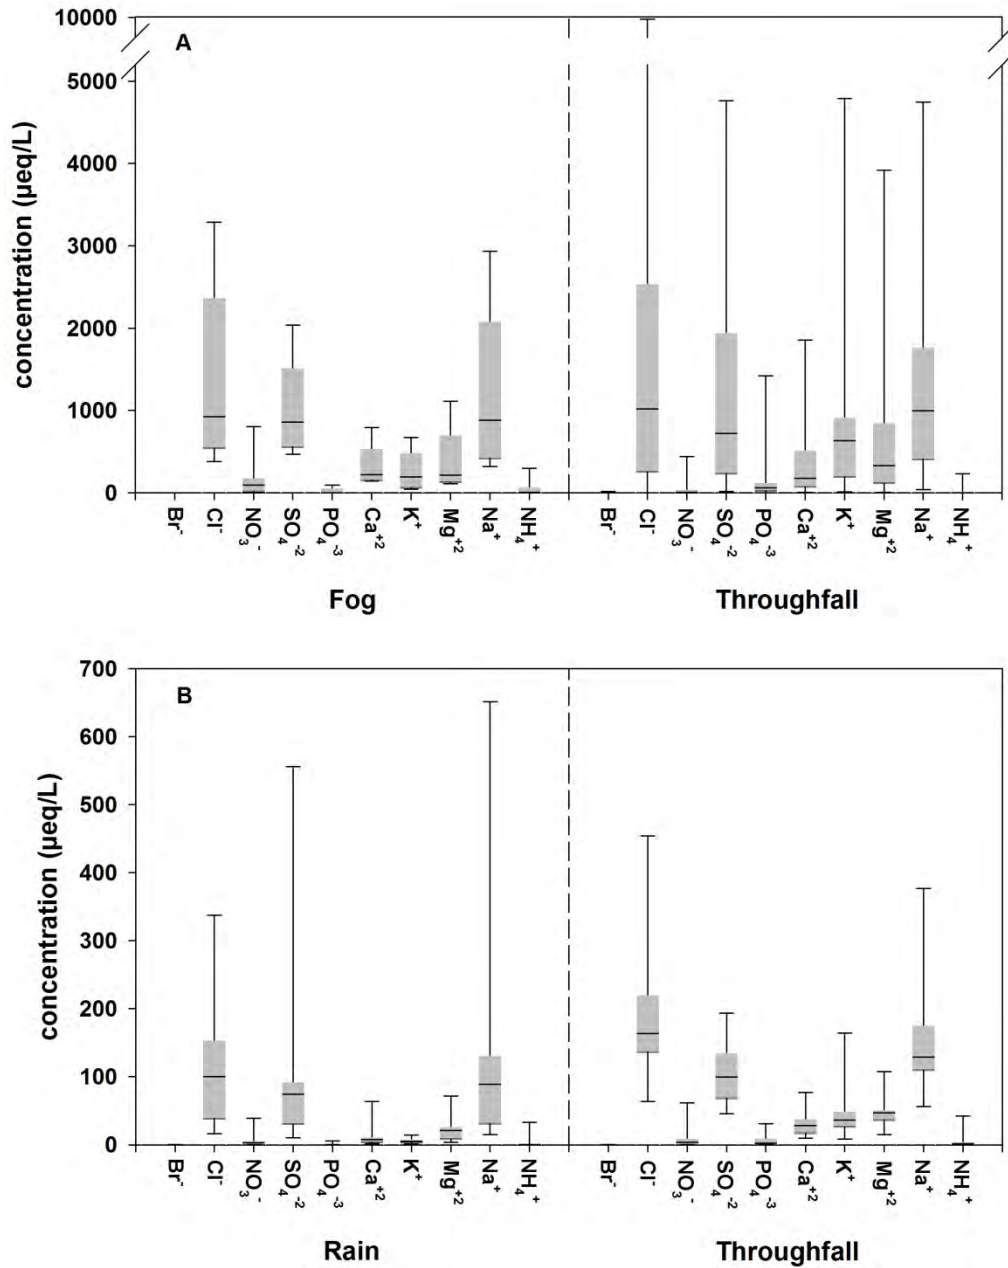 A
10000
5000
4000
3000
2000
1000
0
concentration (µeq/L)
Br⁻ Cl⁻ NO₃⁻ SO₄⁻² PO₄⁻³ Ca⁺² K⁺ Mg⁺² Na⁺ NH₄⁺ Br⁻ Cl⁻ NO₃⁻ SO₄⁻² PO₄⁻³ Ca⁺² K⁺ Mg⁺² Na⁺ NH₄⁺
Fog Throughfall
B
700
600
500
400
300
200
100
0
concentration (µeq/L)
Br⁻ Cl⁻ NO₃⁻ SO₄⁻² PO₄⁻³ Ca⁺² K⁺ Mg⁺² Na⁺ NH₄⁺ Br⁻ Cl⁻ NO₃⁻ SO₄⁻² PO₄⁻³ Ca⁺² K⁺ Mg⁺² Na⁺ NH₄⁺
Rain Throughfall